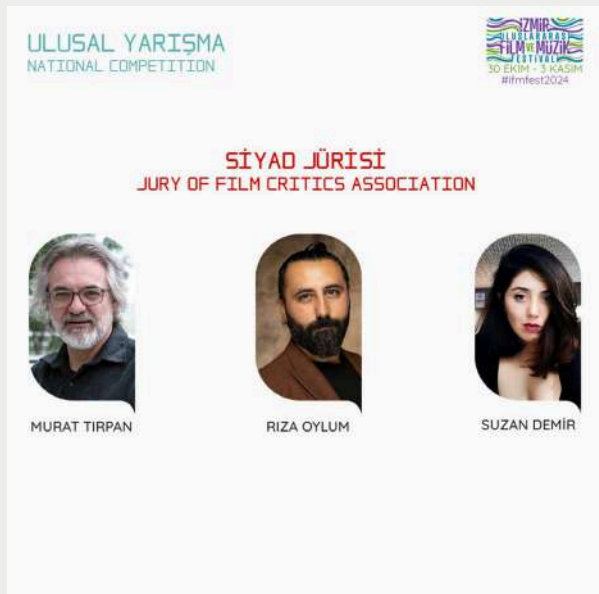 ULUSAL YARIŞMA
NATIONAL COMPETITION
İZMİR
ULUSLARARASI
FİLM VE MÜZİK
FESTİVALİ
30 EKİM - 3 KASIM
#ifmfest2024
SİYAD JÜRİSİ
JURY OF FILM CRITICS ASSOCIATION
MURAT TIRPAN
RIZA OYLUM
SUZAN DEMİR